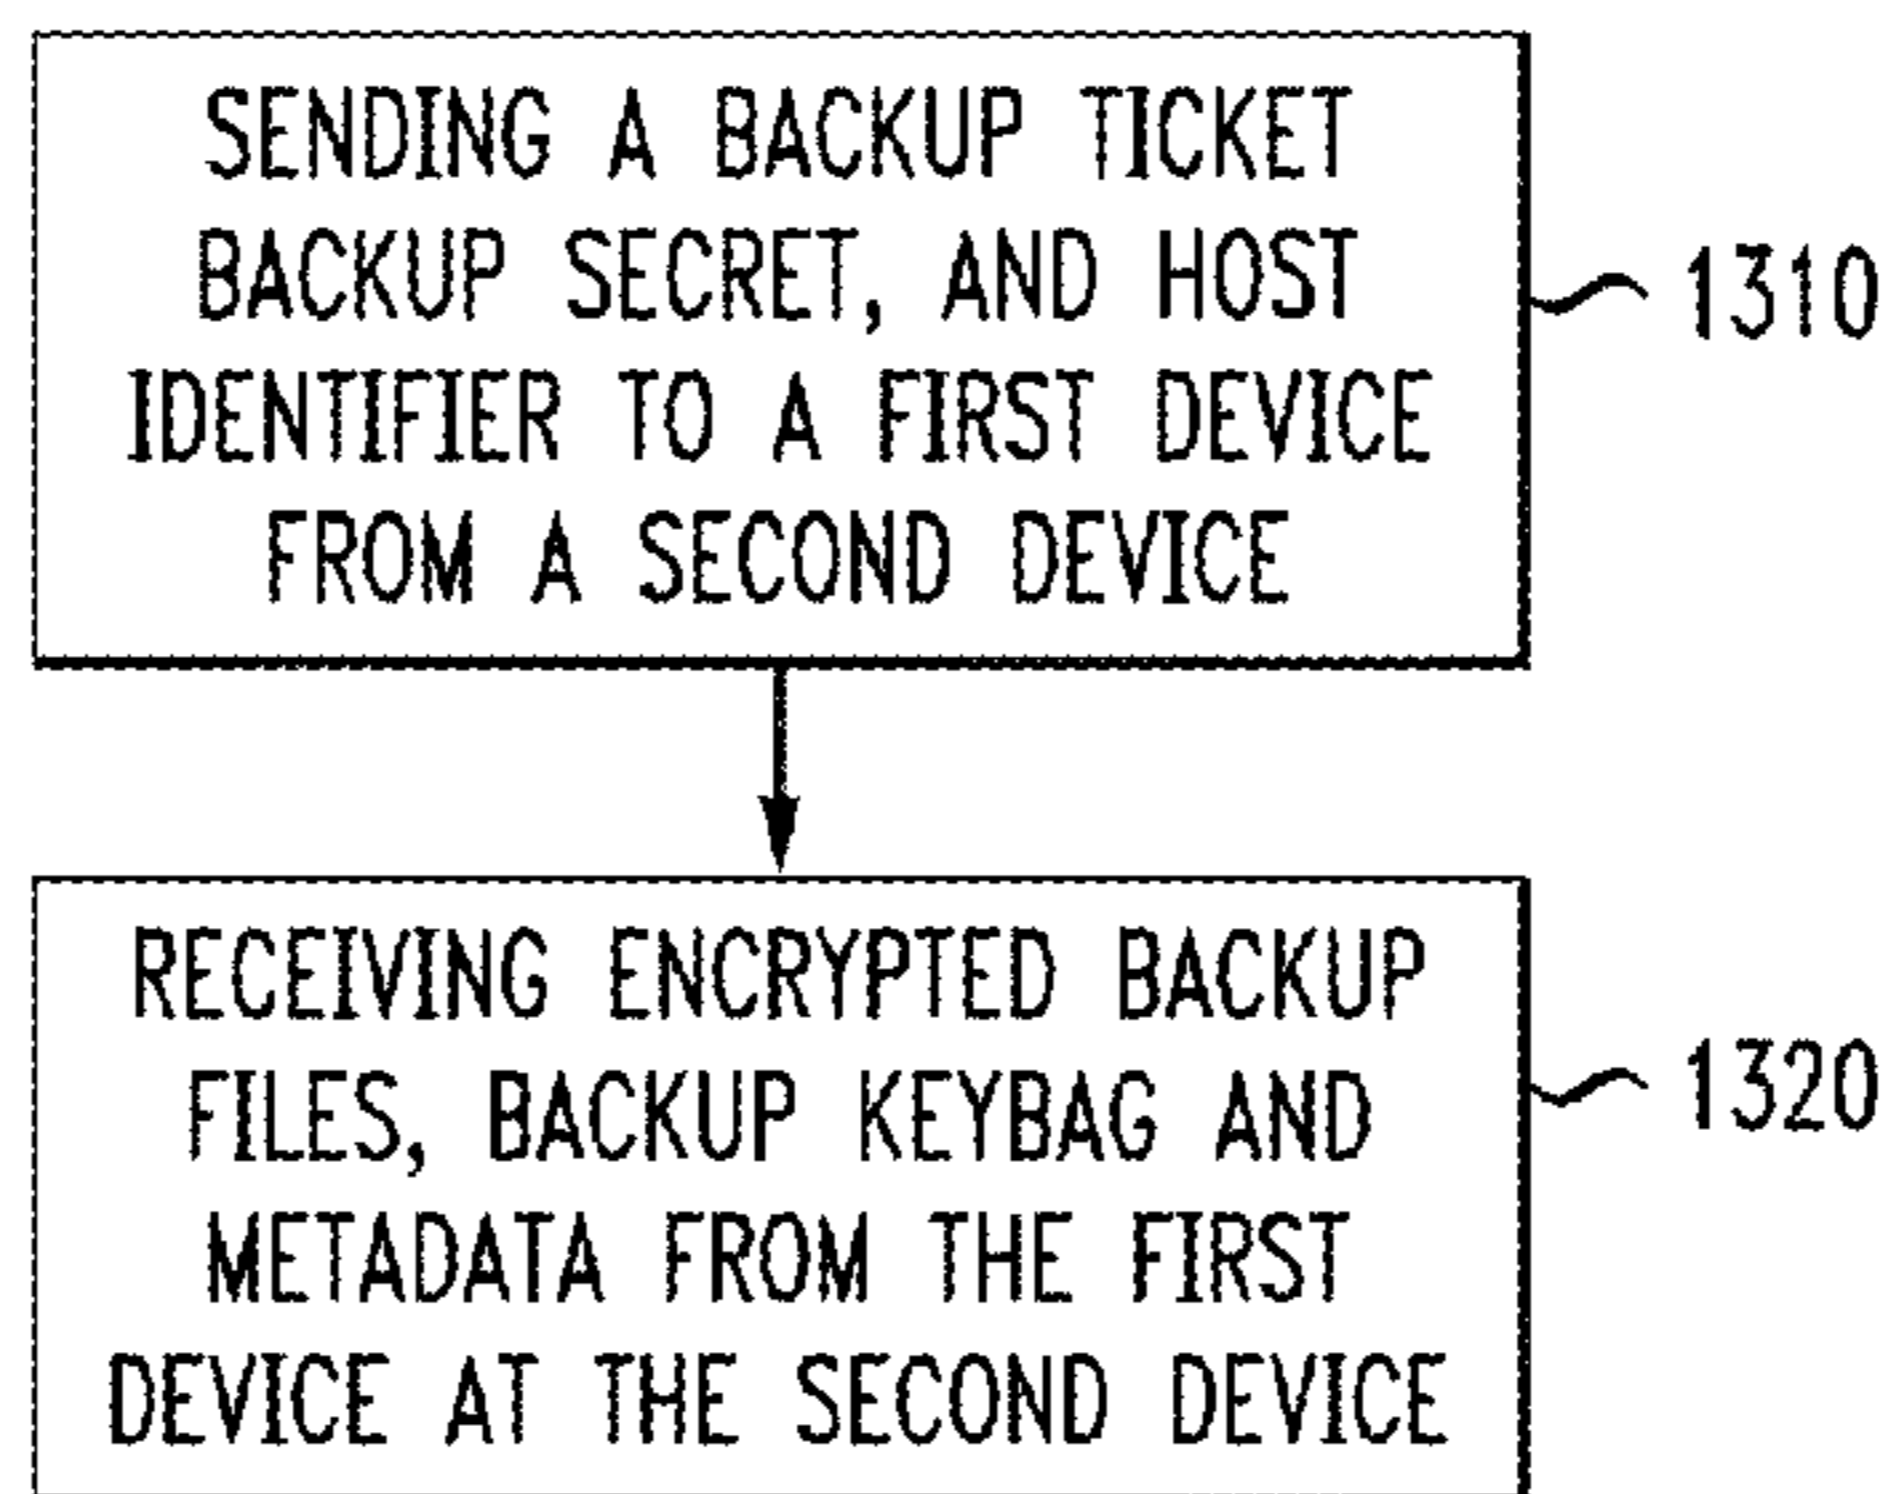 SENDING A BACKUP TICKET
BACKUP SECRET, AND HOST
IDENTIFIER TO A FIRST DEVICE
FROM A SECOND DEVICE
1310
RECEIVING ENCRYPTED BACKUP
FILES, BACKUP KEYBAG AND
METADATA FROM THE FIRST
DEVICE AT THE SECOND DEVICE
1320